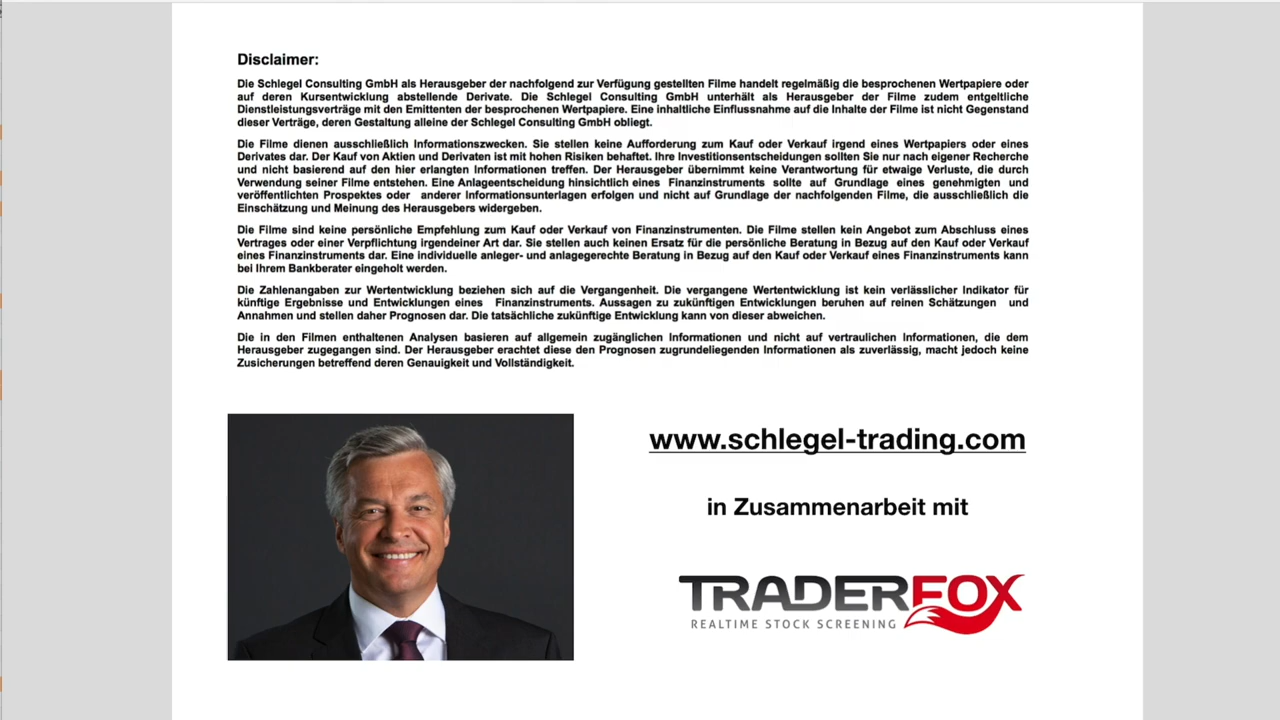 Disclaimer:
Die Schlegel Consulting GmbH als Herausgeber der nachfolgend zur Verfügung gestellten Filme handelt regelmäßig die besprochenen Wertpapiere oder
auf deren Kursentwicklung abstellende Derivate. Die Schlegel Consulting GmbH unterhält als Herausgeber der Filme zudem entgeltliche
Dienstleistungsverträge mit den Emittenten der besprochenen Wertpapiere. Eine inhaltliche Einflussnahme auf die Inhalte der Filme ist nicht Gegenstand
dieser Verträge, deren Gestaltung alleine der Schlegel Consulting GmbH obliegt.
Die Filme dienen ausschließlich Informationszwecken. Sie stellen keine Aufforderung zum Kauf oder Verkauf irgend eines Wertpapiers oder eines
Derivates dar. Der Kauf von Aktien und Derivaten ist mit hohen Risiken behaftet. Ihre Investitionsentscheidungen sollten Sie nur nach eigener Recherche
und nicht basierend auf den hier erlangten Informationen treffen. Der Herausgeber übernimmt keine Verantwortung für etwaige Verluste, die durch
Verwendung seiner Filme entstehen. Eine Anlageentscheidung hinsichtlich eines Finanzinstruments sollte auf Grundlage eines genehmigten und
veröffentlichten Prospektes oder anderer Informationsunterlagen erfolgen und nicht auf Grundlage der nachfolgenden Filme, die ausschließlich die
Einschätzung und Meinung des Herausgebers widergeben.
Die Filme sind keine persönliche Empfehlung zum Kauf oder Verkauf von Finanzinstrumenten. Die Filme stellen kein Angebot zum Abschluss eines
Vertrages oder einer Verpflichtung irgendeiner Art dar. Sie stellen auch keinen Ersatz für die persönliche Beratung in Bezug auf den Kauf oder Verkauf
eines Finanzinstruments dar. Eine individuelle anleger- und anlagegerechte Beratung in Bezug auf den Kauf oder Verkauf eines Finanzinstruments kann
bei Ihrem Bankberater eingeholt werden.
Die Zahlenangaben zur Wertentwicklung beziehen sich auf die Vergangenheit. Die vergangene Wertentwicklung ist kein verlässlicher Indikator für
künftige Ergebnisse und Entwicklungen eines Finanzinstruments. Aussagen zu zukünftigen Entwicklungen beruhen auf reinen Schätzungen und
Annahmen und stellen daher Prognosen dar. Die tatsächliche zukünftige Entwicklung kann von dieser abweichen.
Die in den Filmen enthaltenen Analysen basieren auf allgemein zugänglichen Informationen und nicht auf vertraulichen Informationen, die dem
Herausgeber zugegangen sind. Der Herausgeber erachtet diese den Prognosen zugrundeliegenden Informationen als zuverlässig, macht jedoch keine
Zusicherungen betreffend deren Genauigkeit und Vollständigkeit.
www.schlegel-trading.com
in Zusammenarbeit mit
TRADERFOX
REALTIME STOCK SCREENING